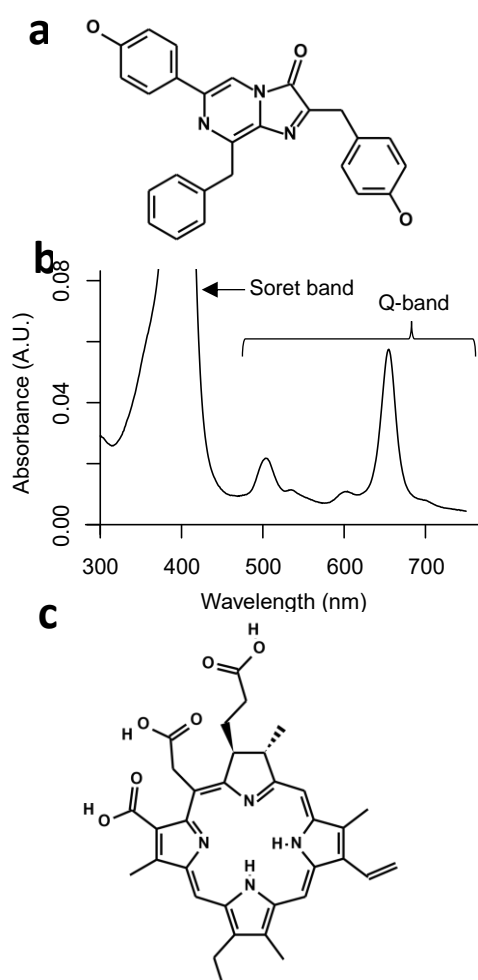 a
O
O
N
N
N
O
b
0.08
0.04
0.00
Absorbance (A.U.)
Soret band
Q-band
300 400 500 600 700
Wavelength (nm)
c
H
O
O
O
H
O
O
H
O
N
N
H·N
H
N